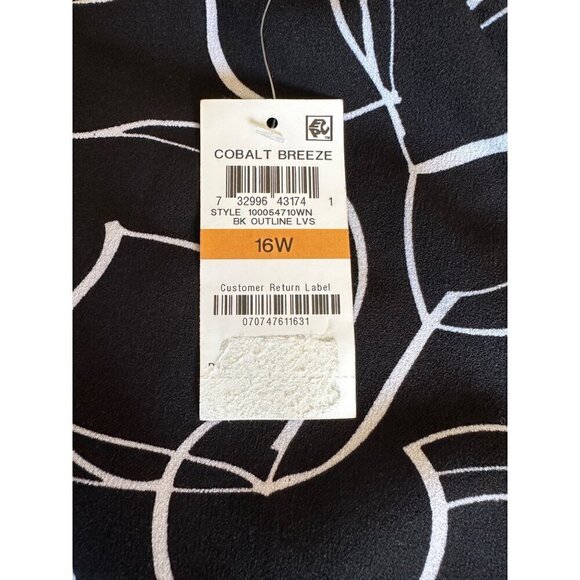 COBALT BREEZE
7 32996 43174 1
STYLE 100054710WN
BK OUTLINE LVS
16W
Customer Return Label
070747611631